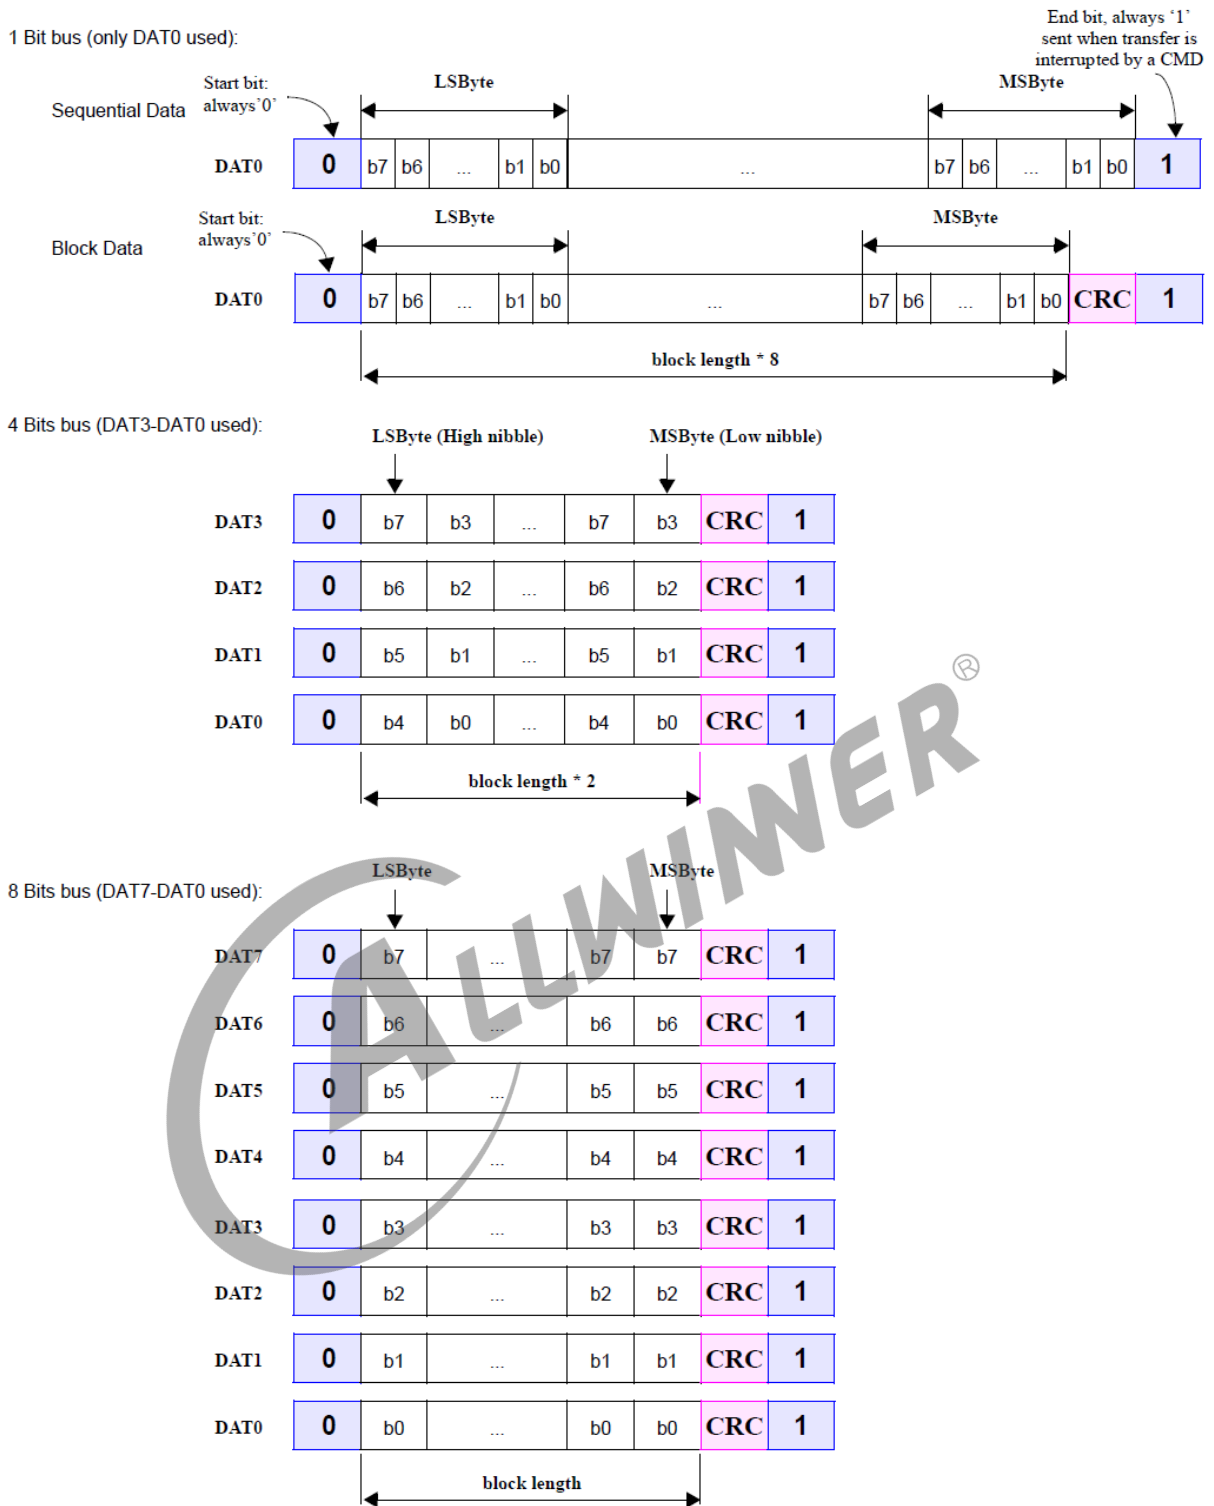 1 Bit bus (only DAT0 used):
End bit, always ‘1’
sent when transfer is
interrupted by a CMD
Start bit:
always’0’
LSByte
MSByte
Sequential Data
DAT0 0 b7 b6 ... b1 b0 ... b7 b6 ... b1 b0 1
Start bit:
always’0’
LSByte
MSByte
Block Data
DAT0 0 b7 b6 ... b1 b0 ... b7 b6 ... b1 b0 CRC 1
block length * 8
4 Bits bus (DAT3-DAT0 used):
LSByte (High nibble) MSByte (Low nibble)
DAT3 0 b7 b3 ... b7 b3 CRC 1
DAT2 0 b6 b2 ... b6 b2 CRC 1
DAT1 0 b5 b1 ... b5 b1 CRC 1
DAT0 0 b4 b0 ... b4 b0 CRC 1
block length * 2
ALLWINNER®
8 Bits bus (DAT7-DAT0 used):
LSByte MSByte
DAT7 0 b7 ... b7 b7 CRC 1
DAT6 0 b6 ... b6 b6 CRC 1
DAT5 0 b5 ... b5 b5 CRC 1
DAT4 0 b4 ... b4 b4 CRC 1
DAT3 0 b3 ... b3 b3 CRC 1
DAT2 0 b2 ... b2 b2 CRC 1
DAT1 0 b1 ... b1 b1 CRC 1
DAT0 0 b0 ... b0 b0 CRC 1
block length